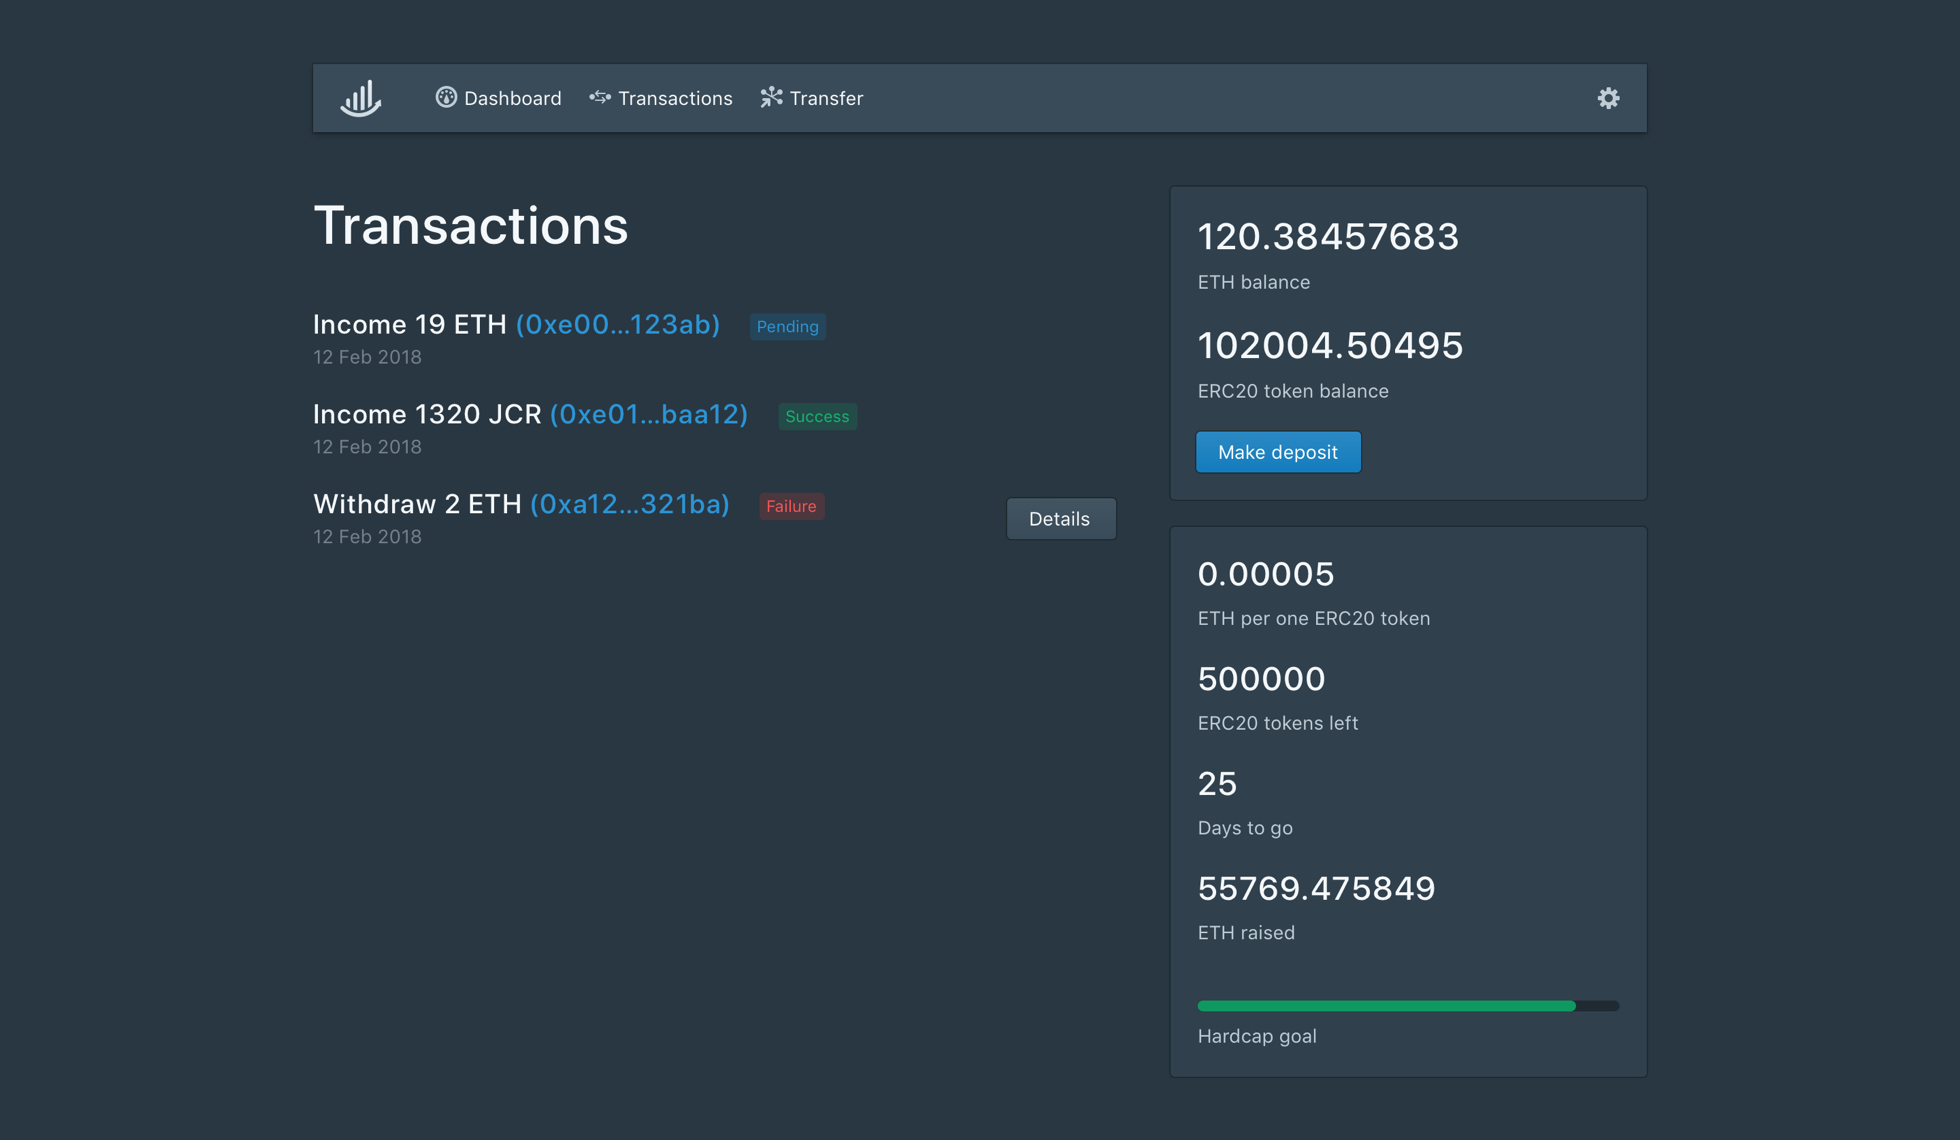 Dashboard Transactions Transfer
Transactions
Income 19 ETH (0xe00...123ab) Pending
12 Feb 2018
Income 1320 JCR (0xe01...baa12) Success
12 Feb 2018
Withdraw 2 ETH (0xa12...321ba) Failure
12 Feb 2018
Details
120.38457683
ETH balance
102004.50495
ERC20 token balance
Make deposit
0.00005
ETH per one ERC20 token
500000
ERC20 tokens left
25
Days to go
55769.475849
ETH raised
Hardcap goal